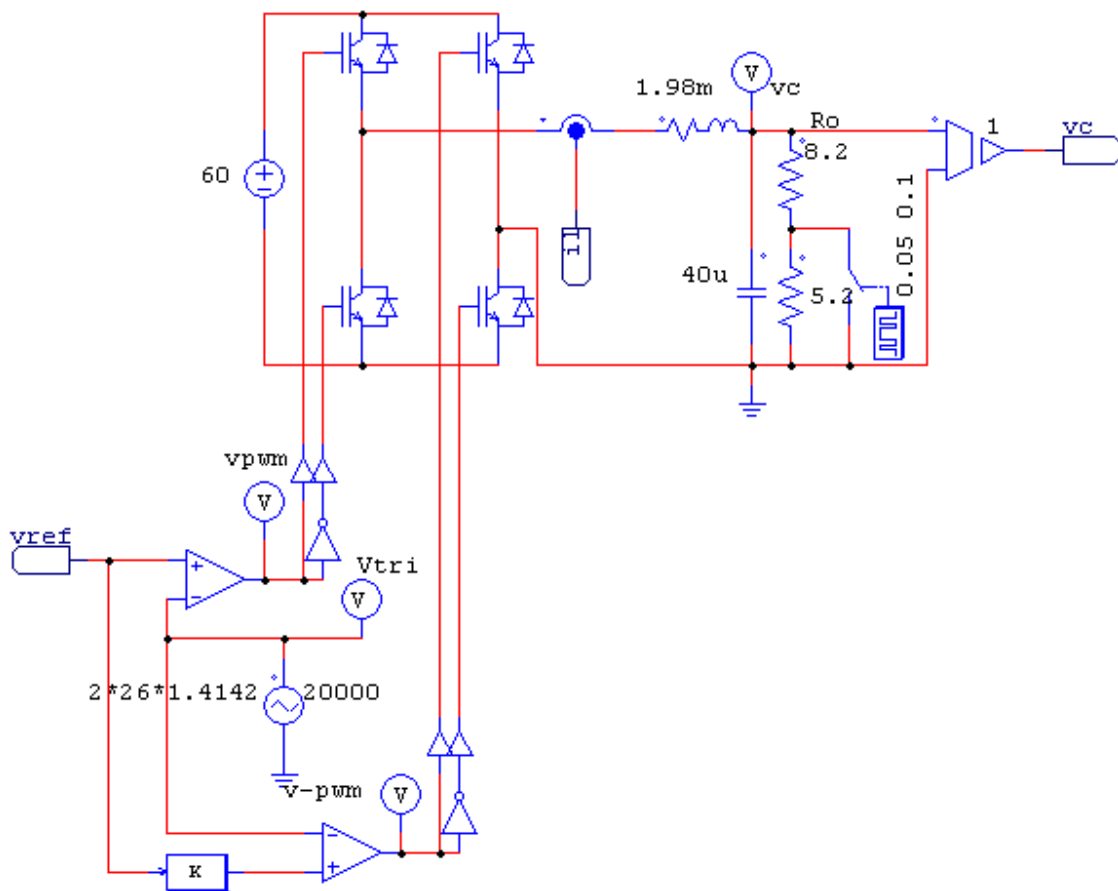 V
vc
1.98m
Ro
1
vc
8.2
60
i1
0.05 0.1
40u
5.2
vpwm
V
vref
Vtri
V
2*26*1.4142
20000
v-pwm
V
K